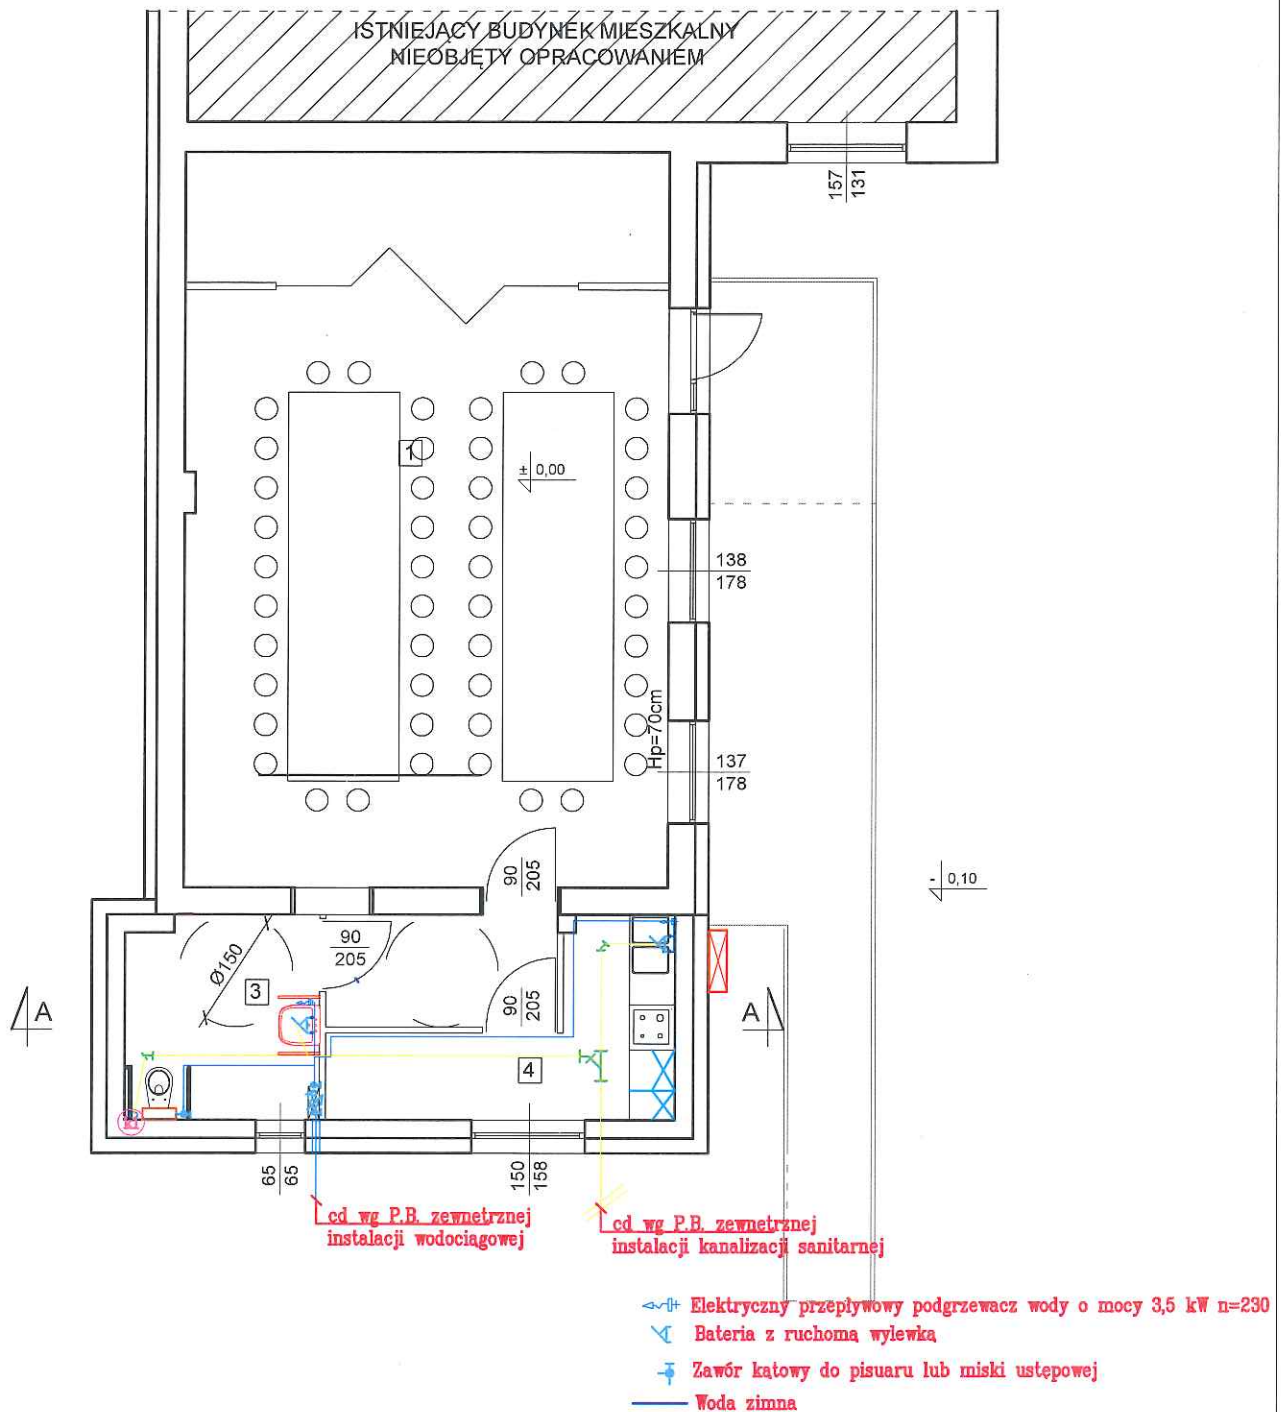 ISTNIEJĄCY BUDYNEK MIESZKALNY
NIEOBJĘTY OPRACOWANIEM
157
131
1
± 0,00
138
178
Hp=70cm
137
178
90
205
- 0,10
90
205
Ø150
3
90
205
A
A
4
K1
65
65
150
158
cd wg P.B. zewnetrznej
instalacji wodociągowej
cd wg P.B. zewnetrznej
instalacji kanalizacji sanitarnej
Elektryczny przepływowy podgrzewacz wody o mocy 3,5 kW n=230
Bateria z ruchomą wylewką
Zawór kątowy do pisuaru lub miski ustępowej
Woda zimna